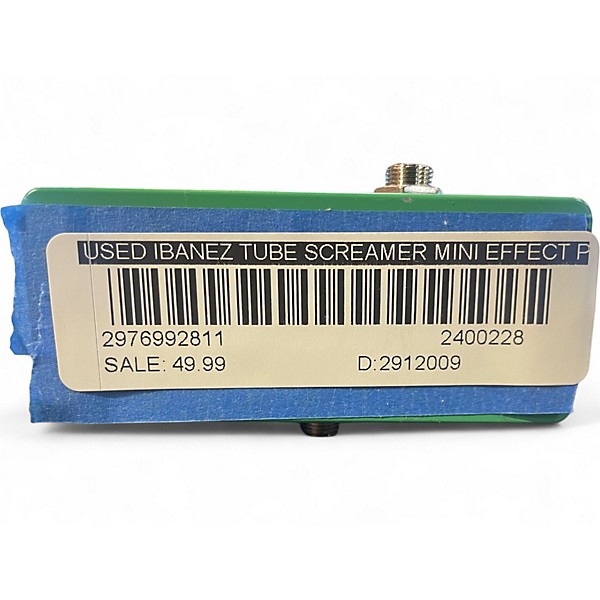 USED IBANEZ TUBE SCREAMER MINI EFFECT P
2976992811 2400228
SALE: 49.99 D:2912009